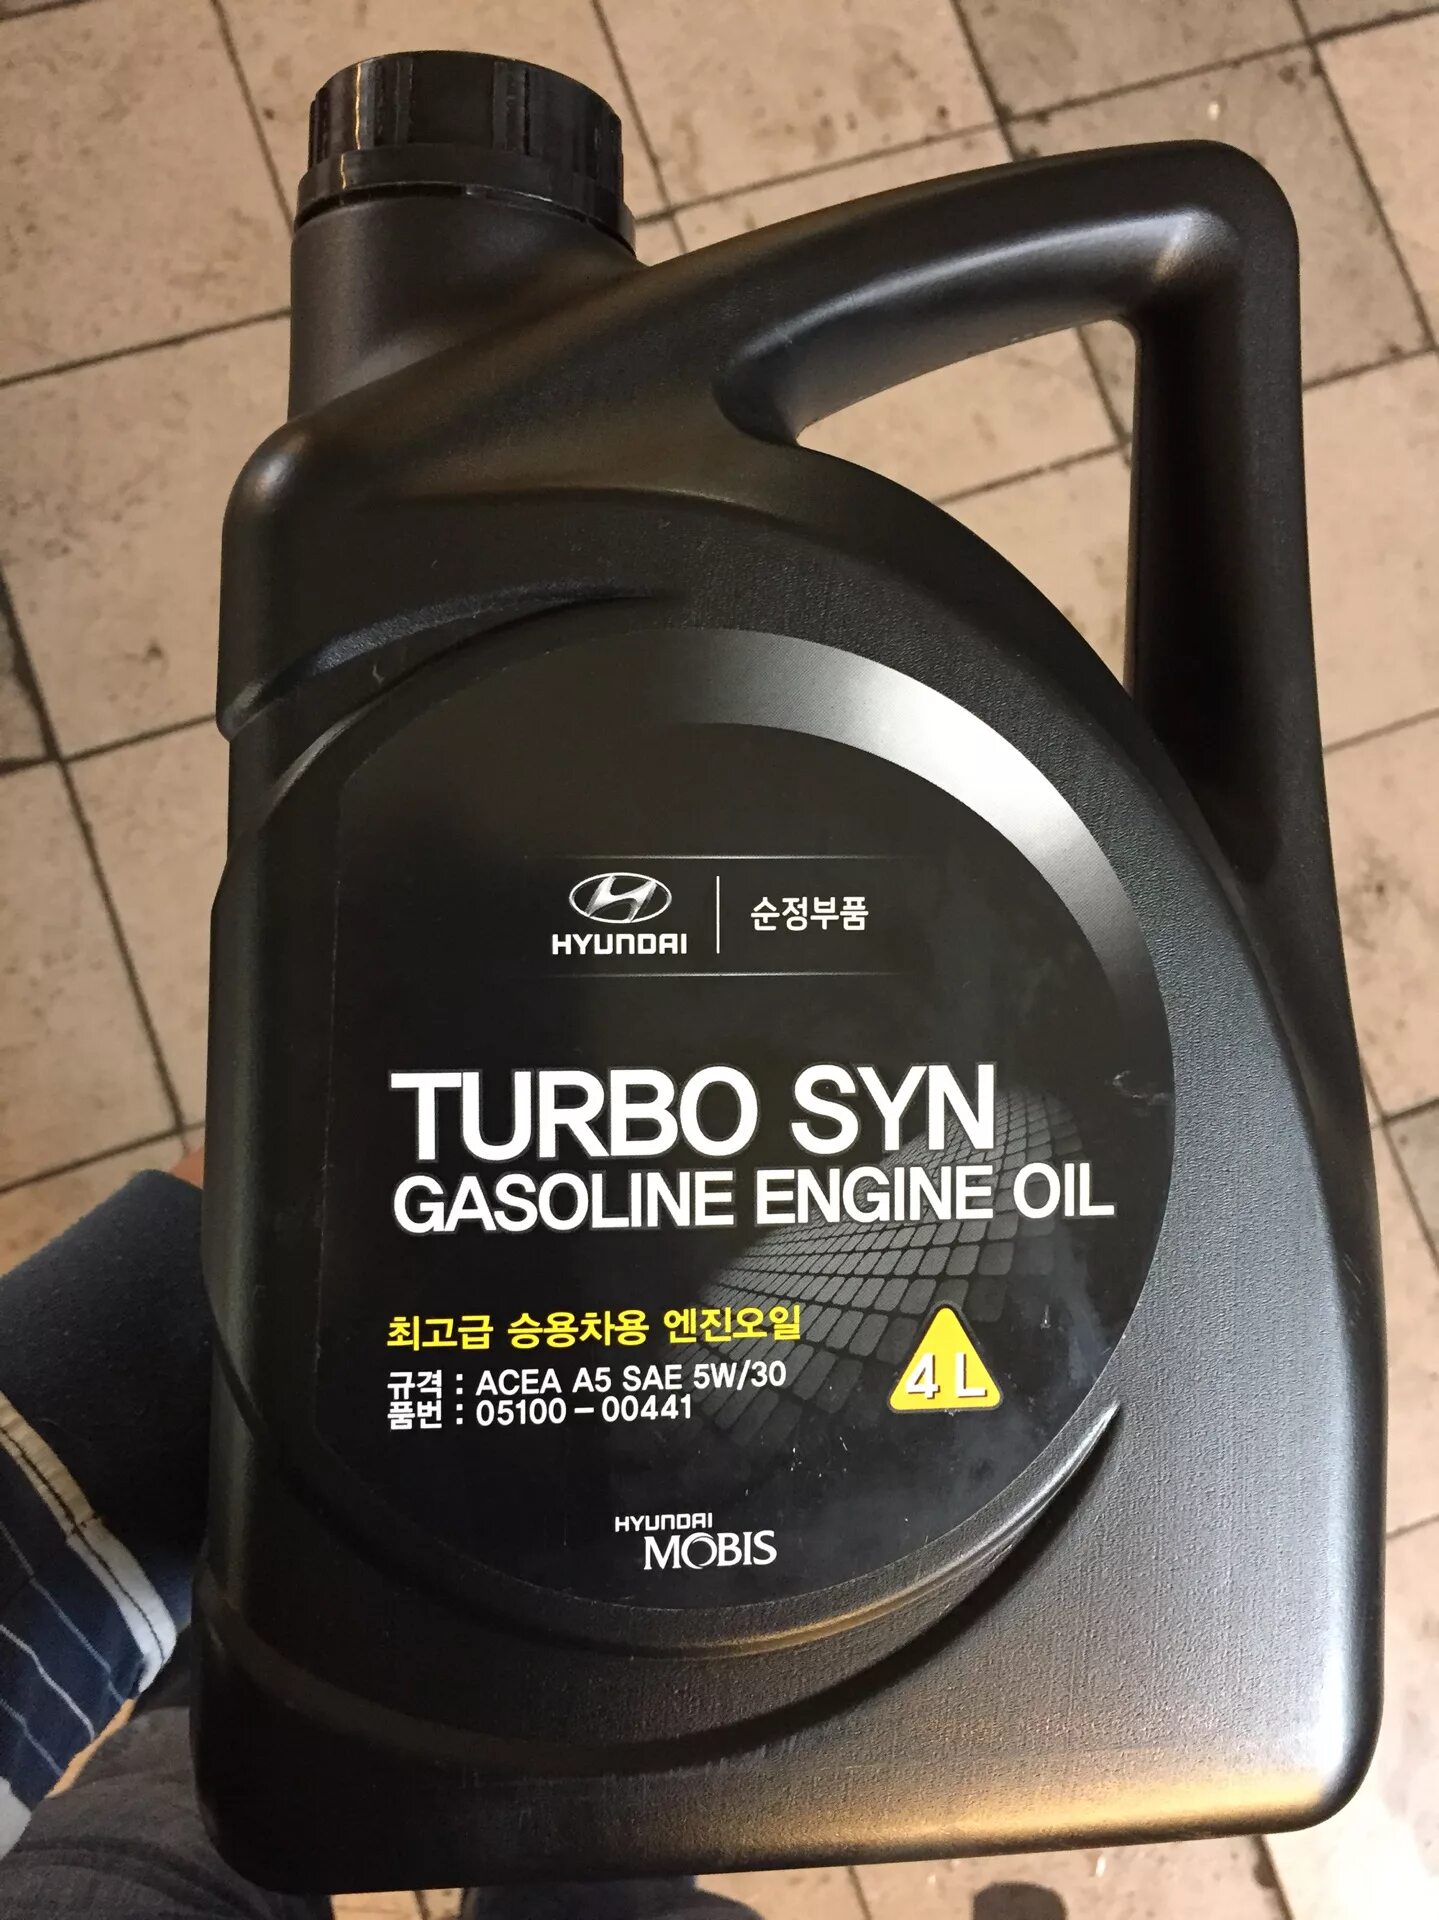 HYUNDAI 순정부품
TURBO SYN
GASOLINE ENGINE OIL
최고급 승용차용 엔진오일
규격 : ACEA A5 SAE 5W/30
품번 : 05100-00441
4 L
HYUNDAI
MOBIS